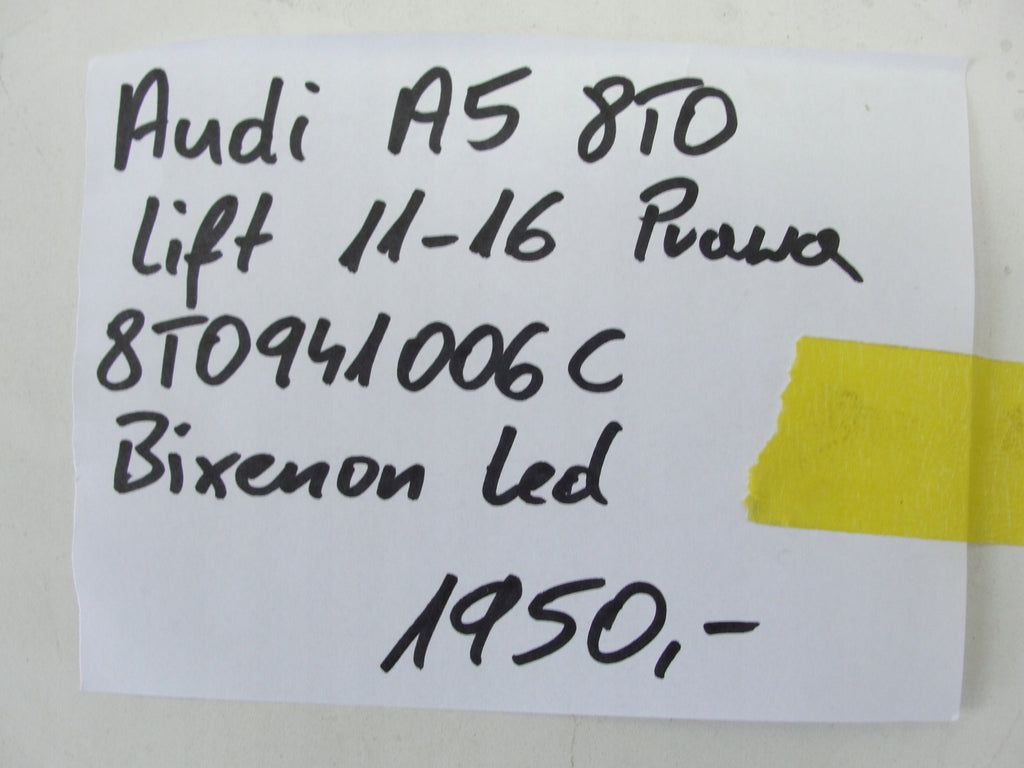 Audi A5 8T0
Lift 11-16 Prawa
8T0941006C
Bixenon Led
1950,-